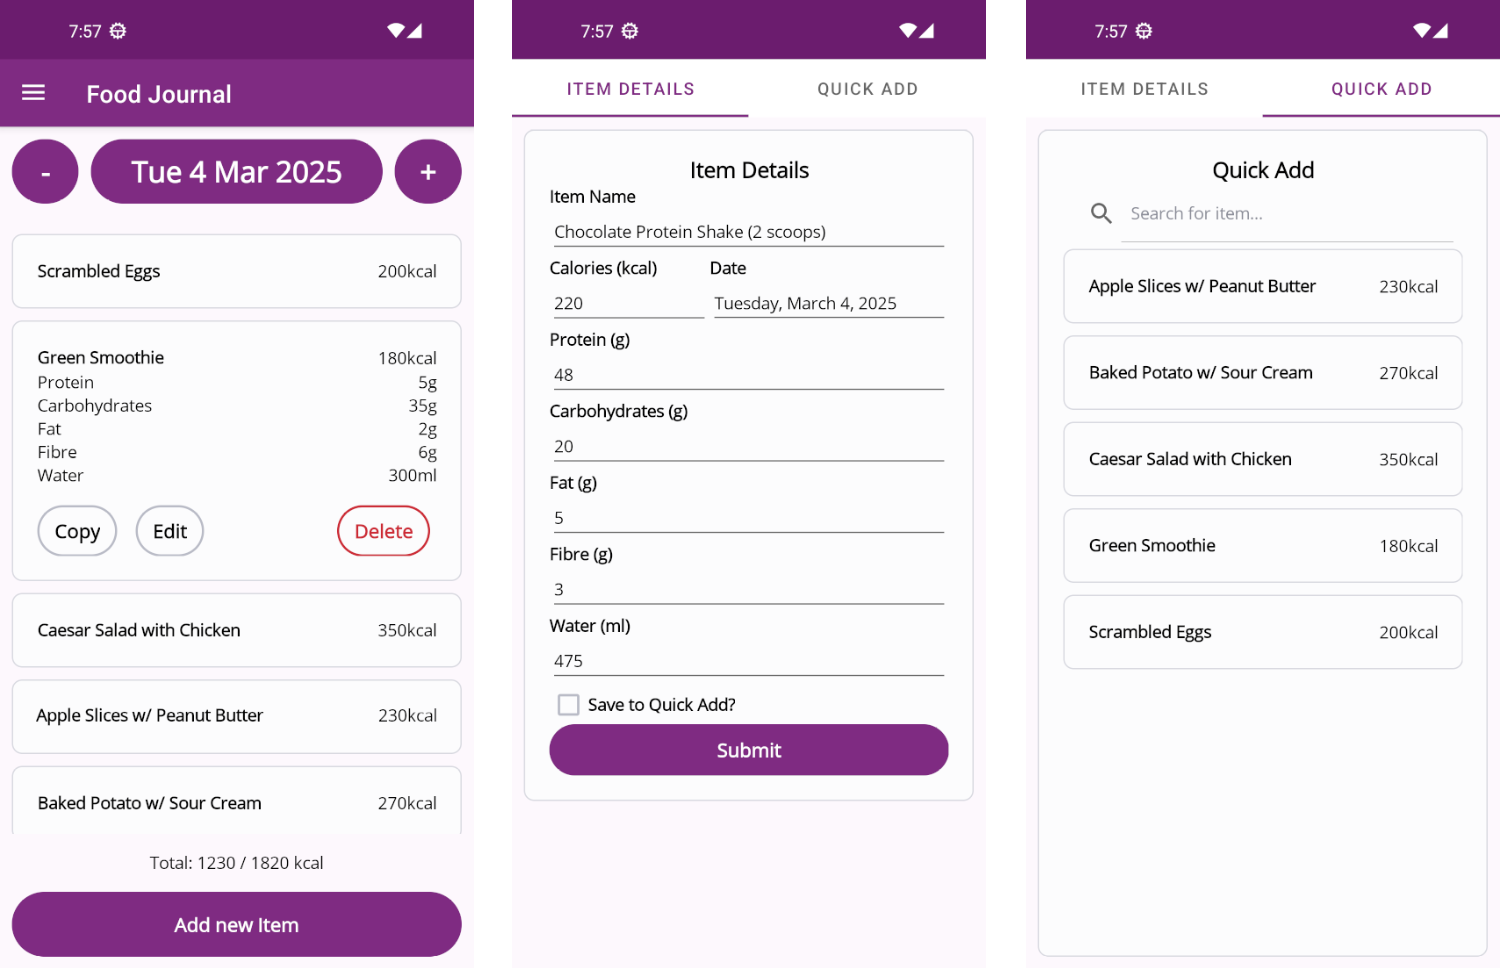 7:57
Food Journal
-
Tue 4 Mar 2025
+
Scrambled Eggs 200kcal
Green Smoothie 180kcal
Protein 5g
Carbohydrates 35g
Fat 2g
Fibre 6g
Water 300ml
Copy Edit Delete
Caesar Salad with Chicken 350kcal
Apple Slices w/ Peanut Butter 230kcal
Baked Potato w/ Sour Cream 270kcal
Total: 1230 / 1820 kcal
Add new Item
7:57
ITEM DETAILS QUICK ADD
Item Details
Item Name
Chocolate Protein Shake (2 scoops)
Calories (kcal) Date
220 Tuesday, March 4, 2025
Protein (g)
48
Carbohydrates (g)
20
Fat (g)
5
Fibre (g)
3
Water (ml)
475
Save to Quick Add?
Submit
7:57
ITEM DETAILS QUICK ADD
Quick Add
Search for item...
Apple Slices w/ Peanut Butter 230kcal
Baked Potato w/ Sour Cream 270kcal
Caesar Salad with Chicken 350kcal
Green Smoothie 180kcal
Scrambled Eggs 200kcal